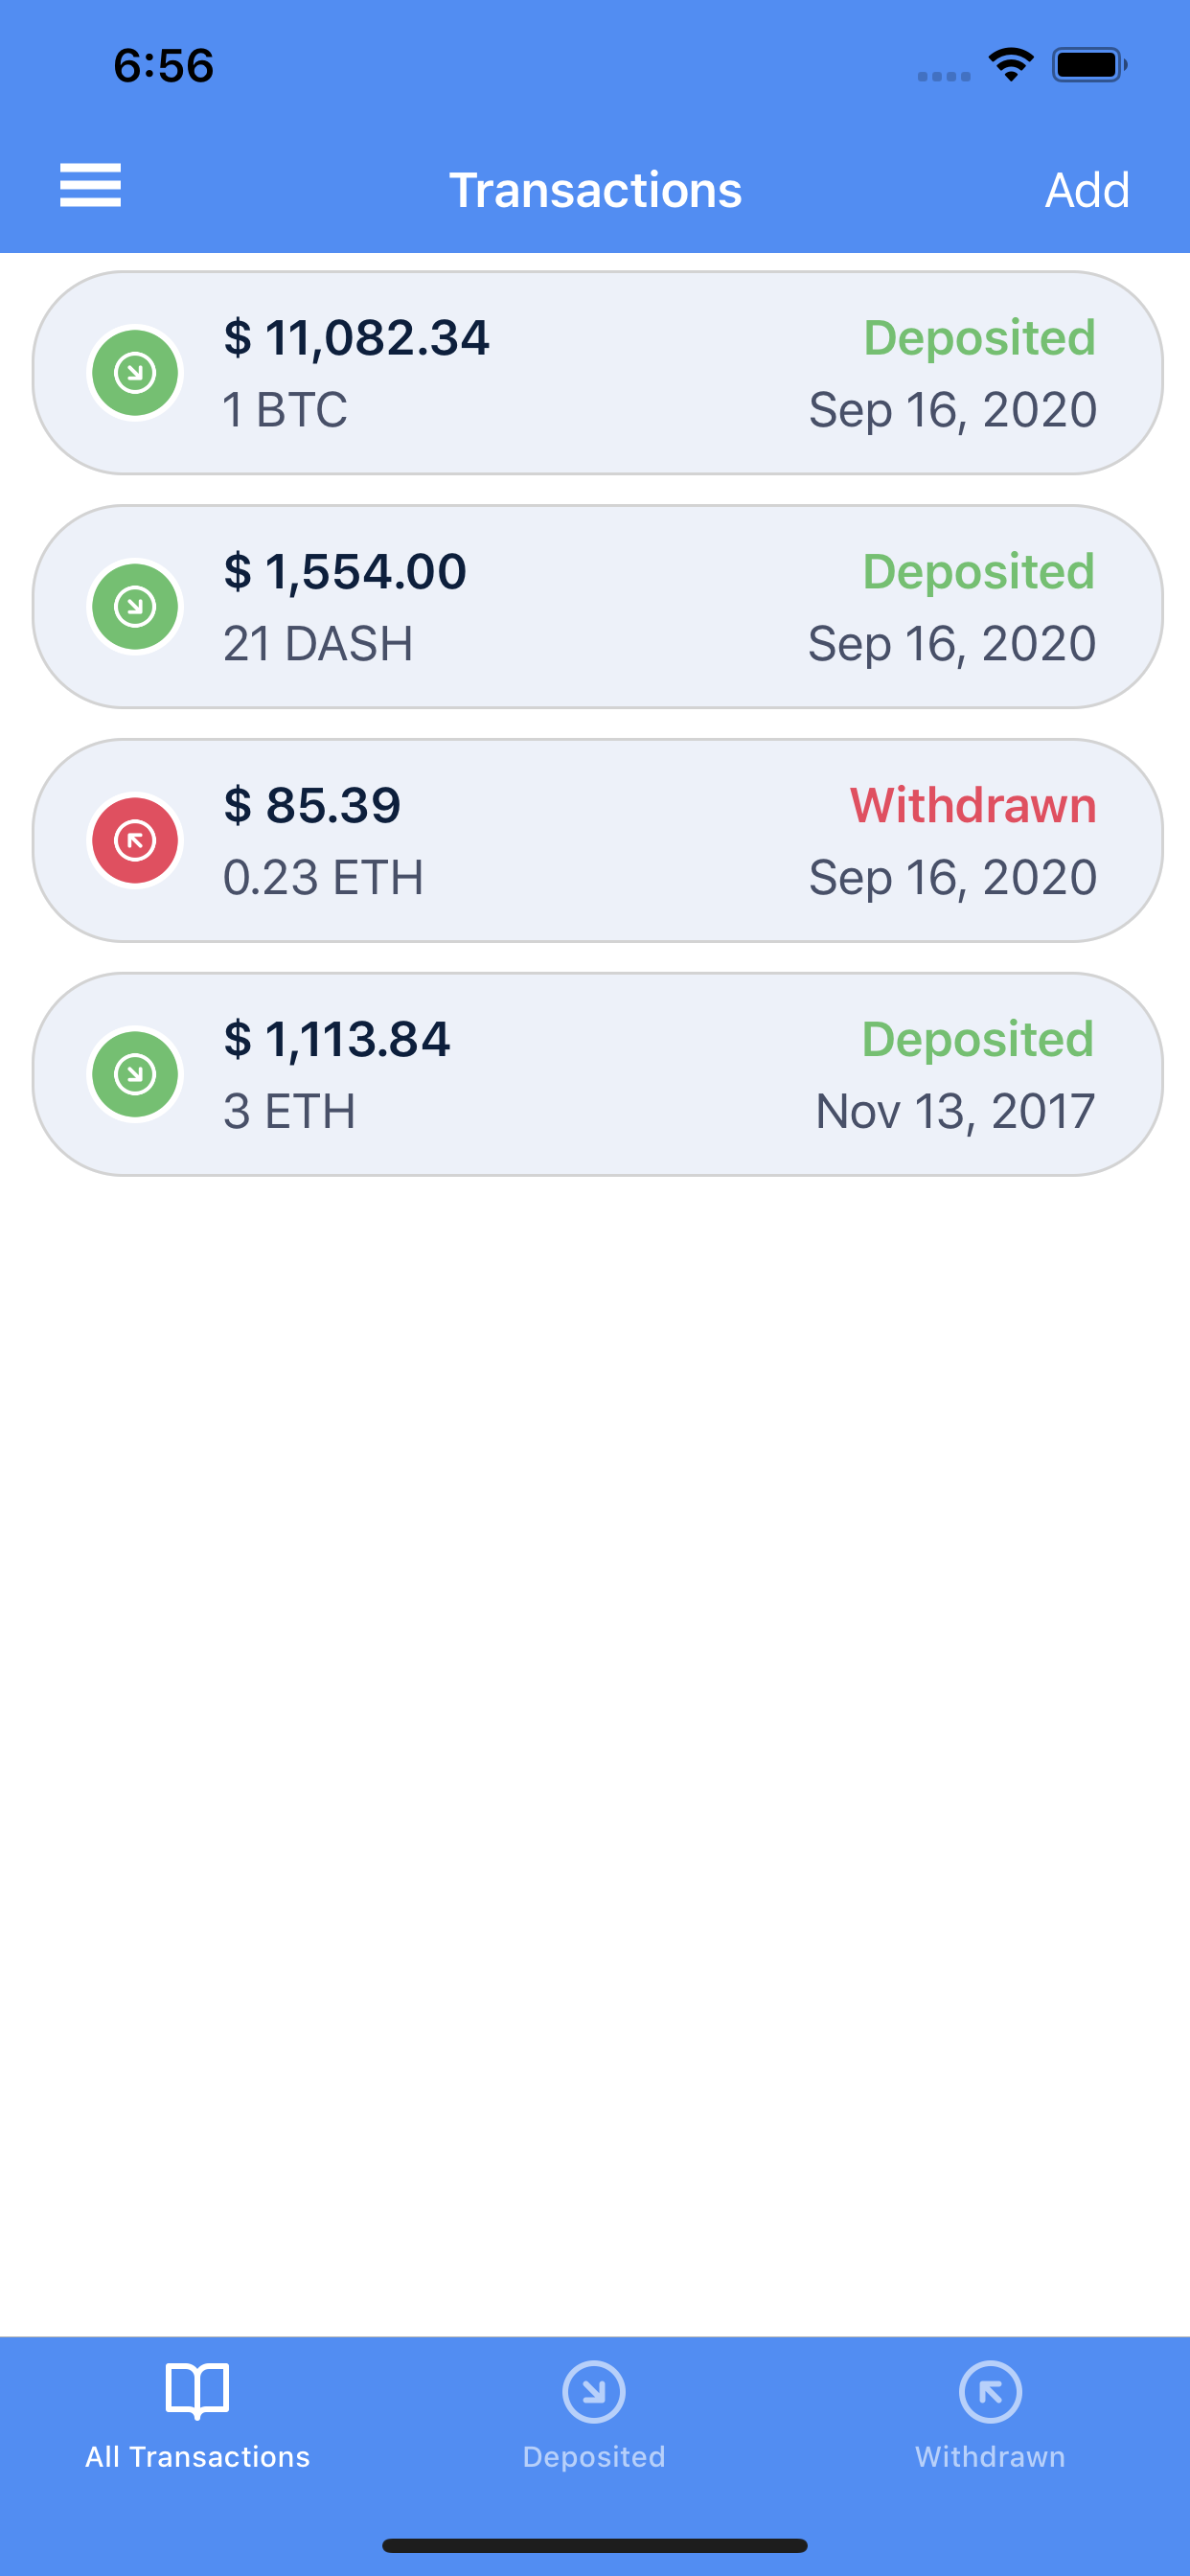 6:56
Transactions Add
$ 11,082.34 Deposited
1 BTC Sep 16, 2020
$ 1,554.00 Deposited
21 DASH Sep 16, 2020
$ 85.39 Withdrawn
0.23 ETH Sep 16, 2020
$ 1,113.84 Deposited
3 ETH Nov 13, 2017
All Transactions Deposited Withdrawn